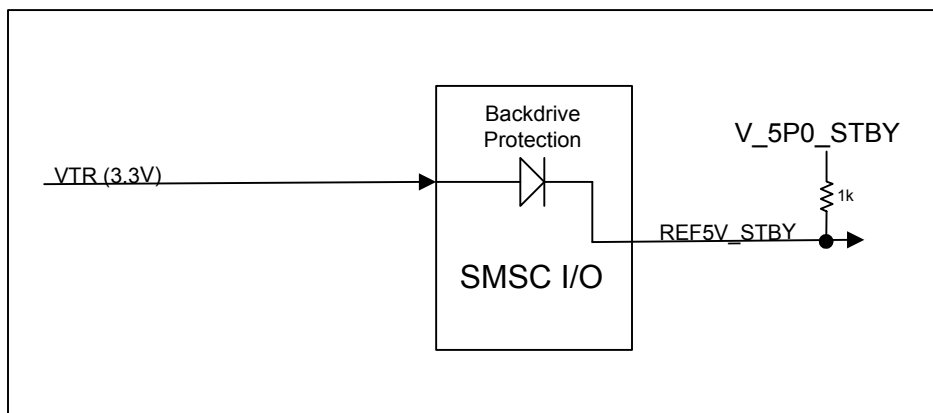 Backdrive
Protection
V_5P0_STBY
VTR (3.3V)
1k
REF5V_STBY
SMSC I/O